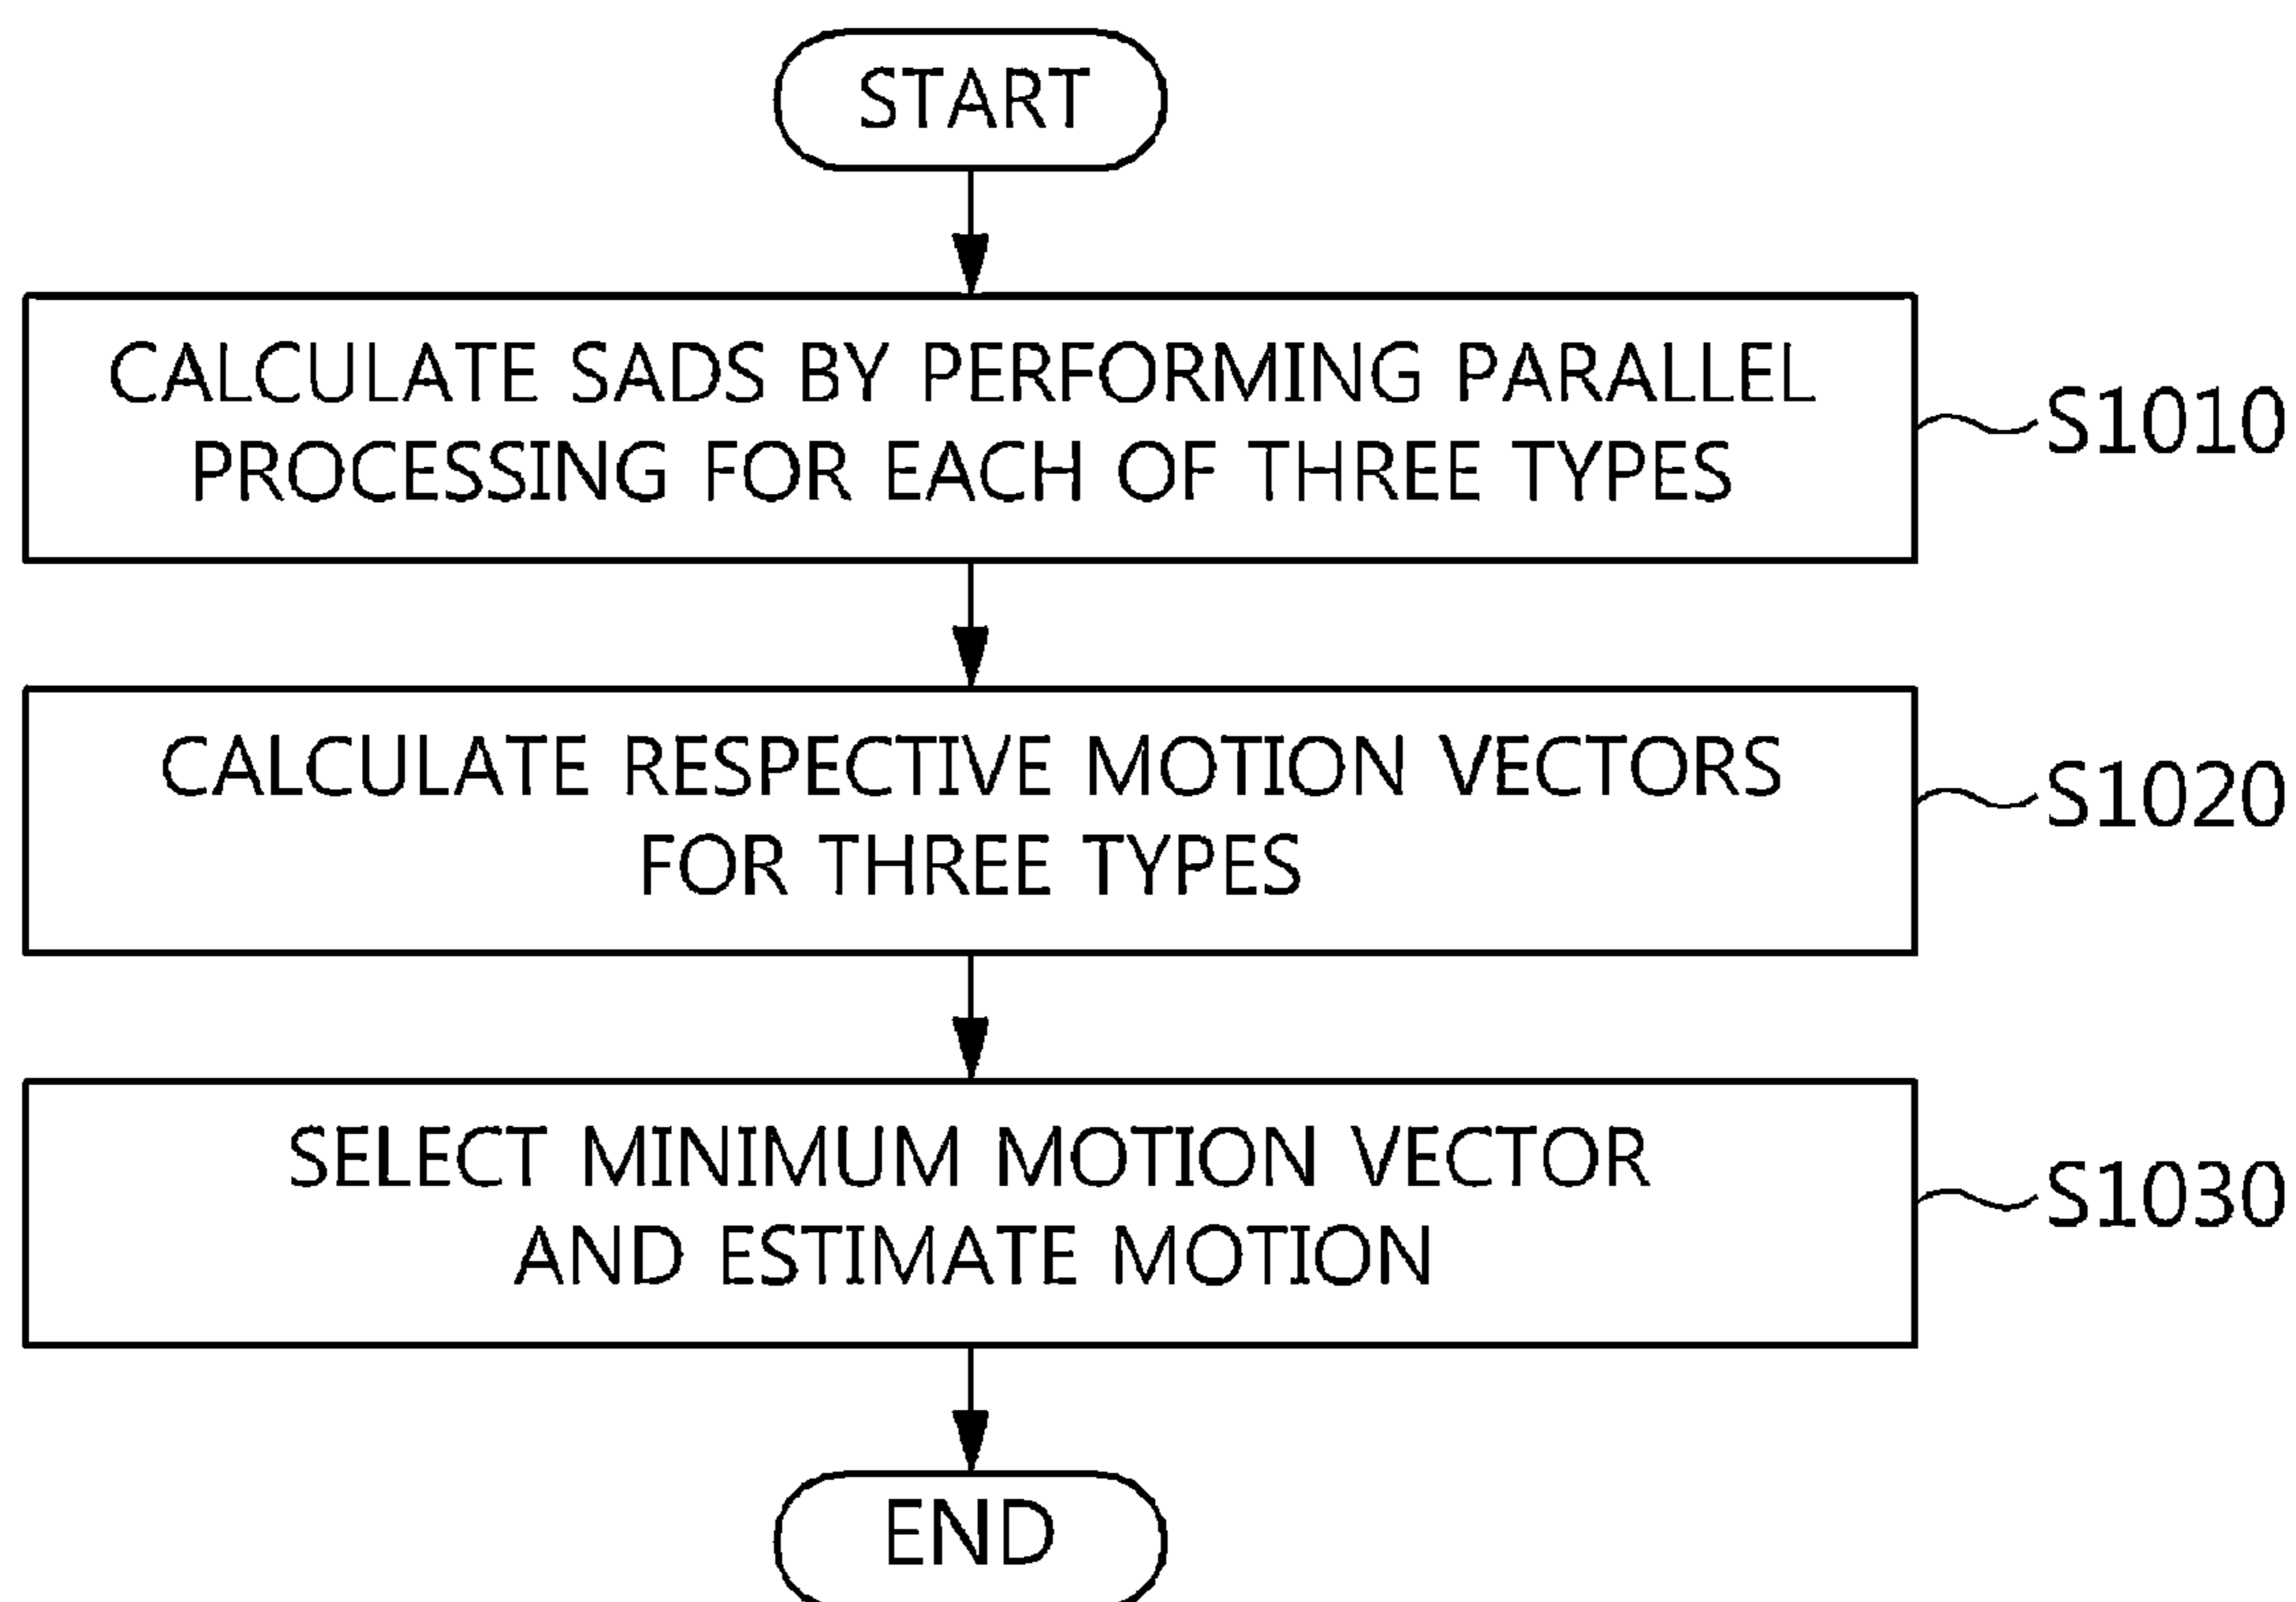 START
CALCULATE SADS BY PERFORMING PARALLEL
PROCESSING FOR EACH OF THREE TYPES
S1010
CALCULATE RESPECTIVE MOTION VECTORS
FOR THREE TYPES
S1020
SELECT MINIMUM MOTION VECTOR
AND ESTIMATE MOTION
S1030
END